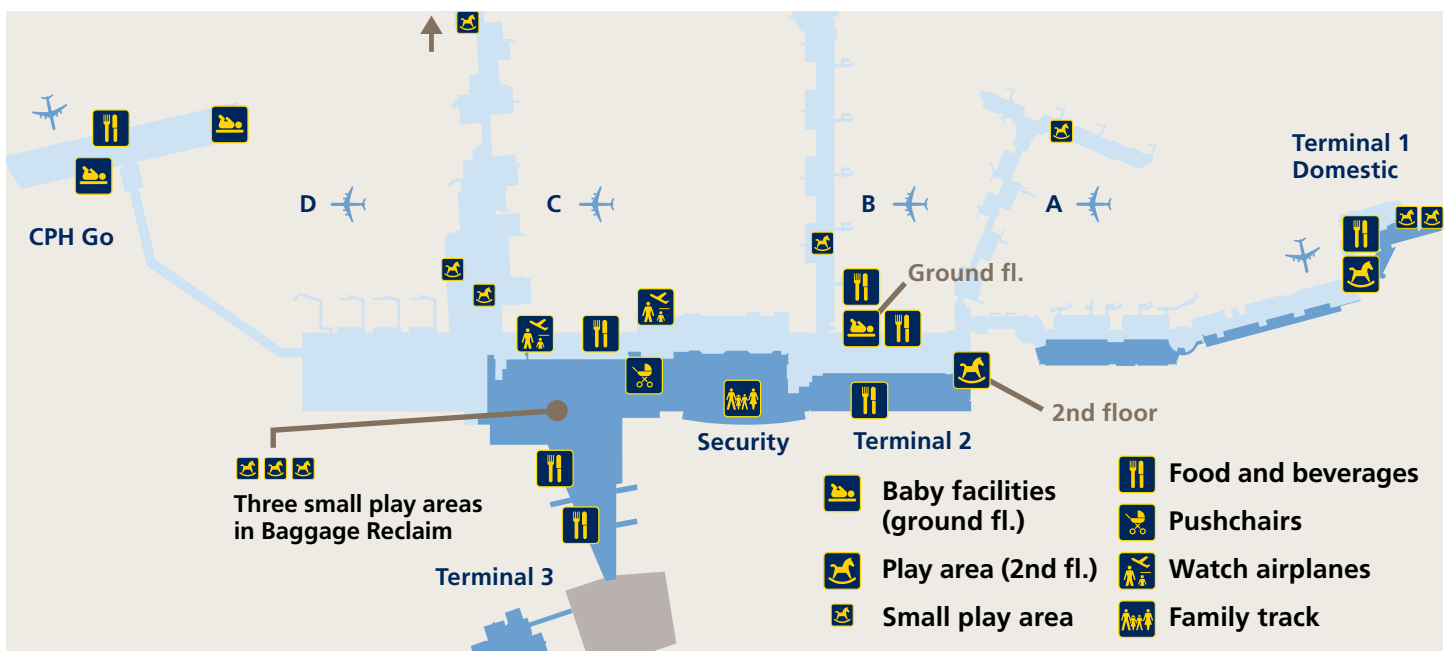 Terminal 1
Domestic
D
C
B
A
CPH Go
Ground fl.
2nd floor
Security
Terminal 2
Three small play areas
in Baggage Reclaim
Terminal 3
Baby facilities
(ground fl.)
Play area (2nd fl.)
Small play area
Food and beverages
Pushchairs
Watch airplanes
Family track